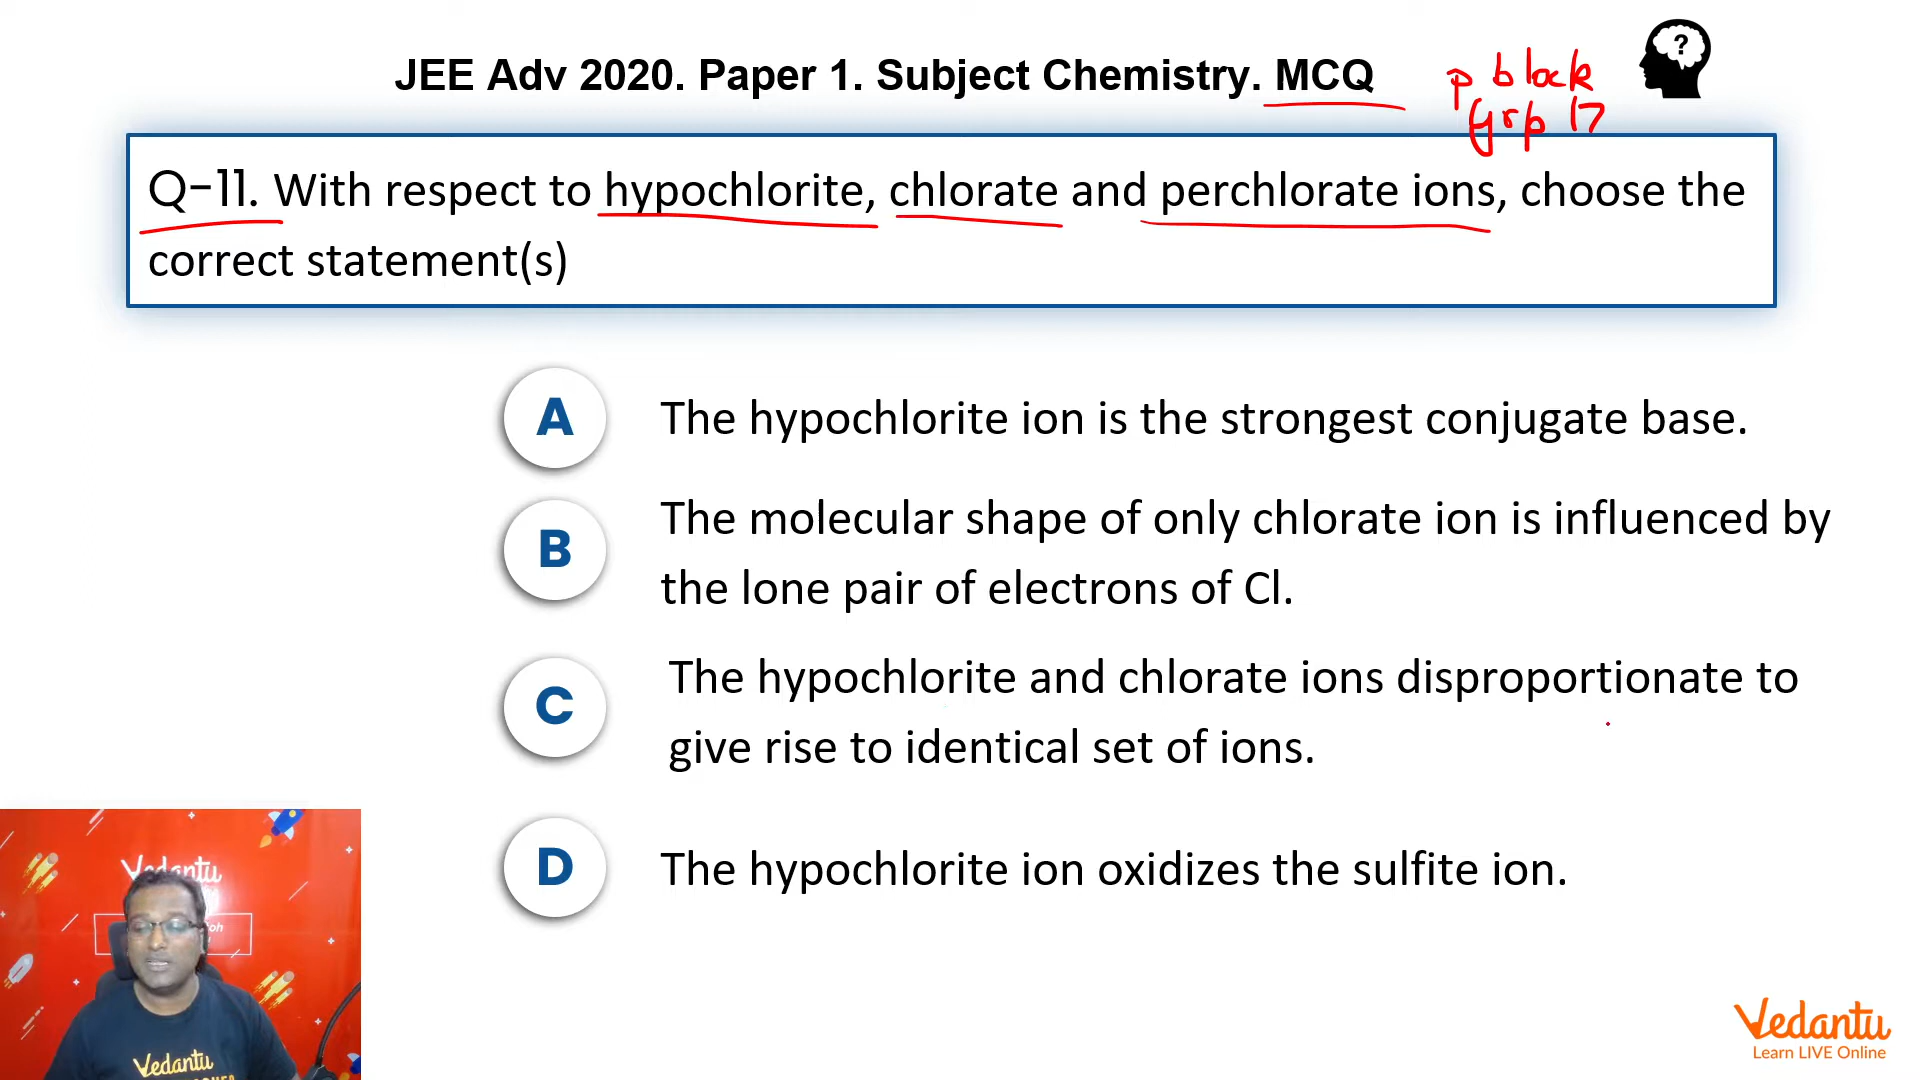 JEE Adv 2020. Paper 1. Subject Chemistry. MCQ
p block
grp 17
?
Q-11. With respect to hypochlorite, chlorate and perchlorate ions, choose the
correct statement(s)
A The hypochlorite ion is the strongest conjugate base.
B The molecular shape of only chlorate ion is influenced by
the lone pair of electrons of Cl.
C The hypochlorite and chlorate ions disproportionate to
give rise to identical set of ions.
D The hypochlorite ion oxidizes the sulfite ion.
Vedantu
Vedantu
Vedantu
Learn LIVE Online